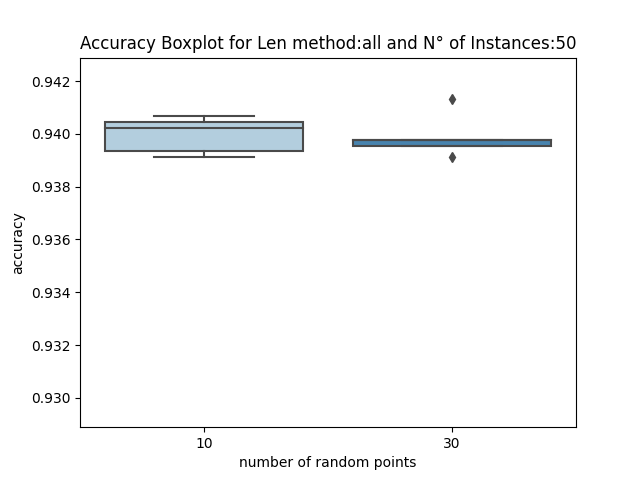 Accuracy Boxplot for Len method:all and N° of Instances:50
0.942
0.940
0.938
0.936
0.934
0.932
0.930
accuracy
10 30
number of random points